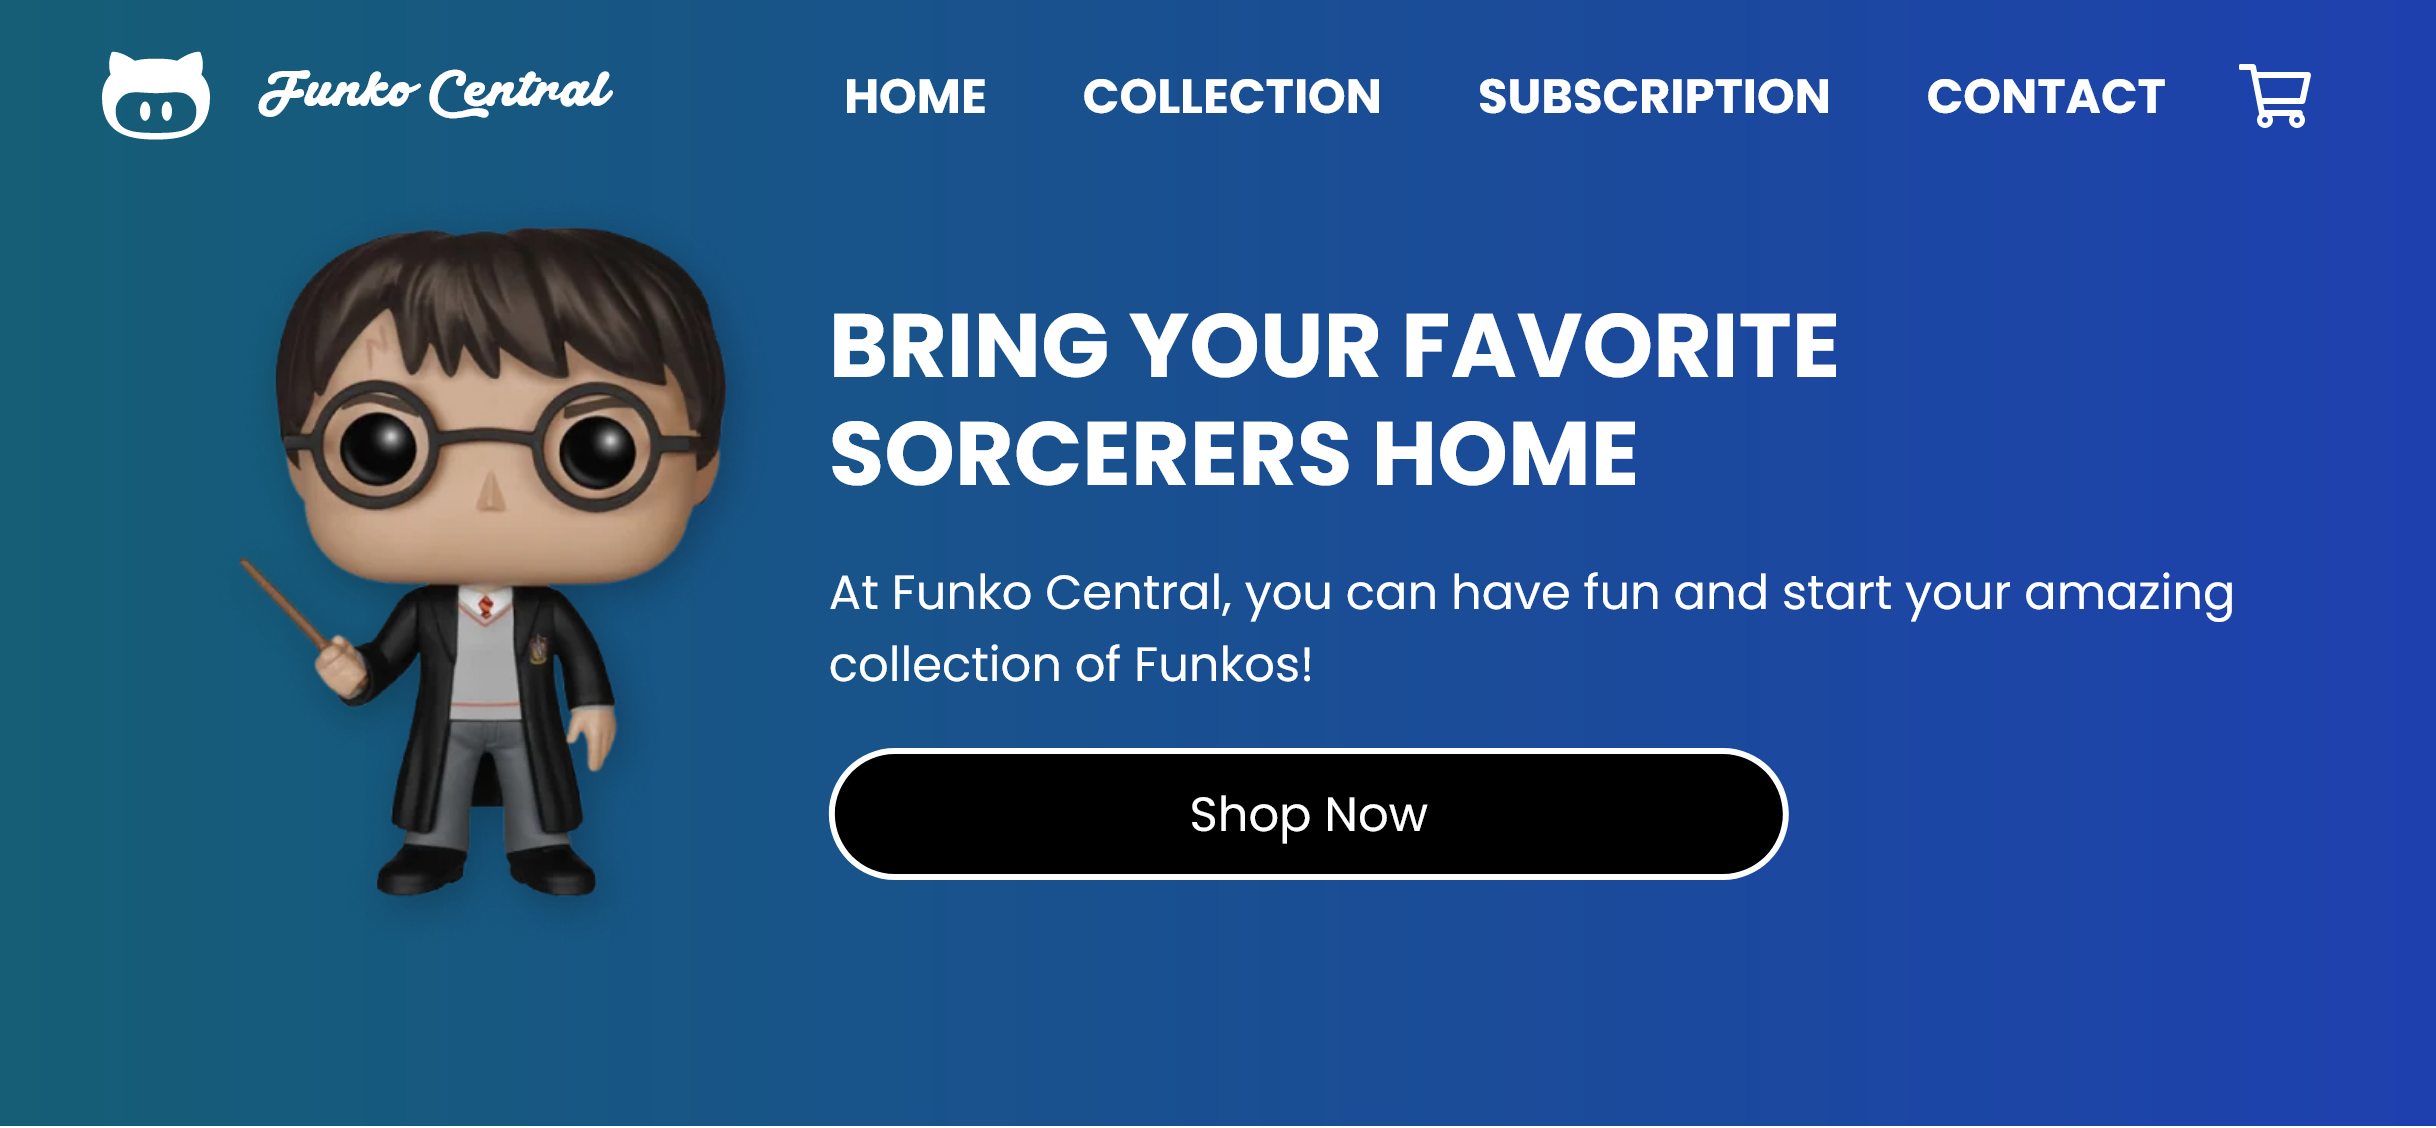 Funko Central
HOME
COLLECTION
SUBSCRIPTION
CONTACT
BRING YOUR FAVORITE
SORCERERS HOME
At Funko Central, you can have fun and start your amazing
collection of Funkos!
Shop Now